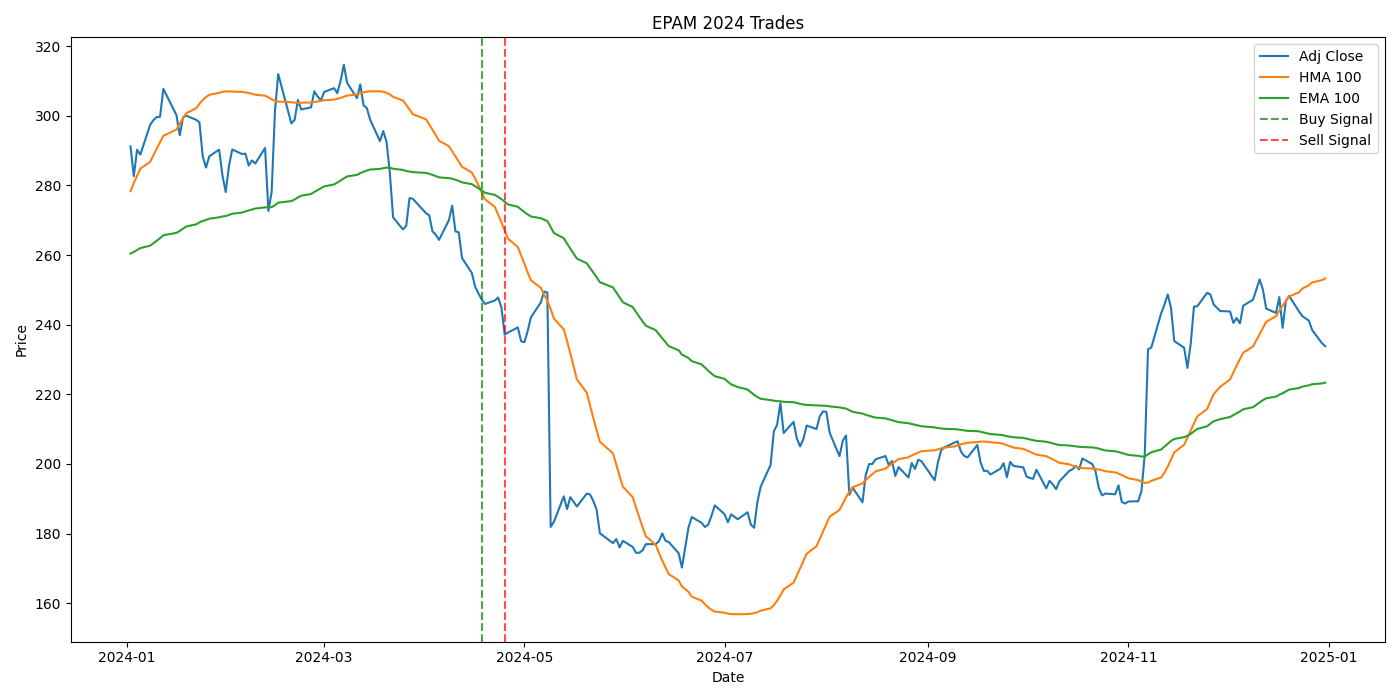 EPAM 2024 Trades
Price
320
300
280
260
240
220
200
180
160
Adj Close
HMA 100
EMA 100
Buy Signal
Sell Signal
2024-01 2024-03 2024-05 2024-07 2024-09 2024-11 2025-01
Date